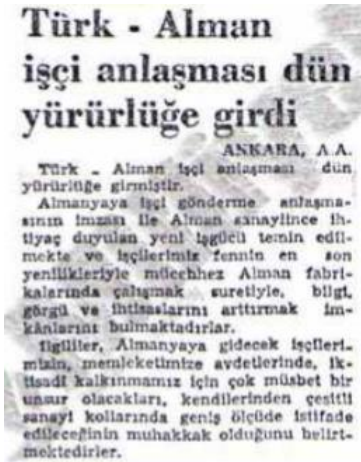 Türk - Alman
işçi anlaşması dün
yürürlüğe girdi
ANKARA, A.A.
Türk - Alman işçi anlaşması dün
yürürlüğe girmiştir.
Almanyaya işçi gönderme anlaşma-
sının imzası ile Alman sanayiince ih-
tiyaç duyulan yeni işgücü temin edil-
mekte ve işçilerimiz fennin en son
yenilikleriyle mücehhez Alman fabri-
kalarında çalışmak suretiyle, bilgi,
görgü ve ihtisaslarını arttırmak im-
kânlarını bulmaktadırlar.
İlgililer, Almanyaya gidecek işçileri-
mizin, memleketimize avdetlerinde, ik-
tisadî kalkınmamız için çok müsbet bir
unsur olacakları, kendilerinden çeşitli
sanayi kollarında geniş ölçüde istifade
edileceğinin muhakkak olduğunu belirt-
mektedirler.